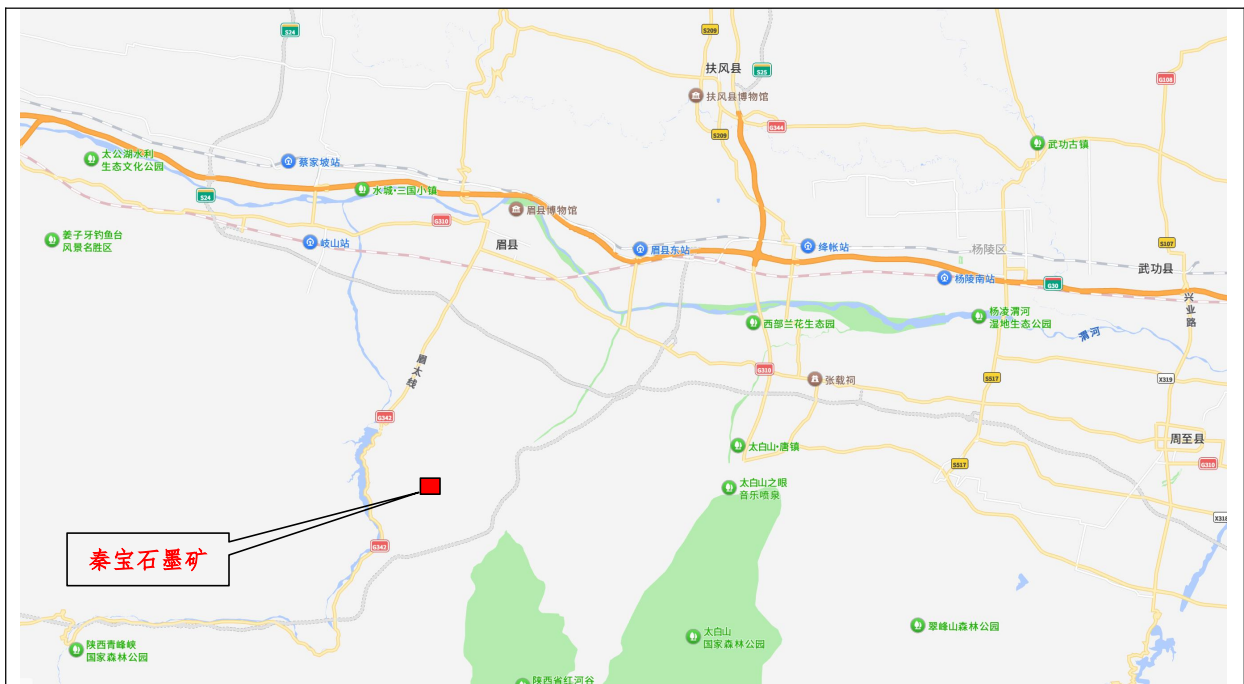 S24
S209
扶风县
S25
G108
扶风县博物馆
G344
S209
武功古镇
太公湖水利
生态文化公园
蔡家坡站
水城·三国小镇
S24
眉县博物馆
G310
姜子牙钓鱼台
风景名胜区
岐山站
眉县
眉县东站
绛帐站
杨陵区
S107
武功县
杨陵南站
G30
兴业路
杨凌渭河
湿地生态公园
西部兰花生态园
渭河
眉太线
G310
张载祠
S517
X319
G342
太白山·唐镇
周至县
S517
G310
太白山之眼
音乐喷泉
X318
秦宝石墨矿
G342
陕西青峰峡
国家森林公园
太白山
国家森林公园
翠峰山森林公园
陕西省红河谷